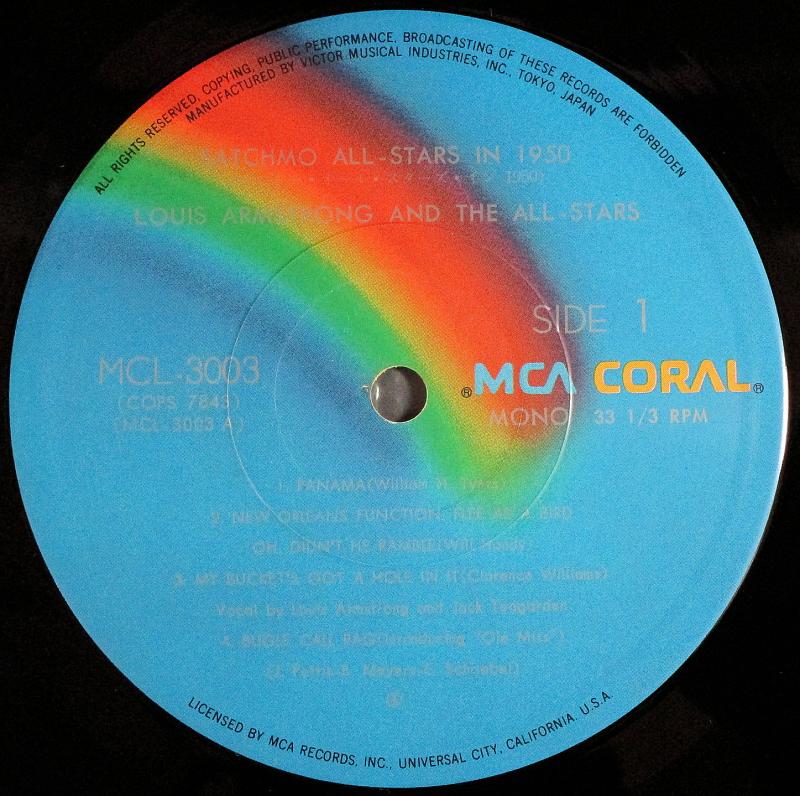 ALL RIGHTS RESERVED, COPYING, PUBLIC PERFORMANCE, BROADCASTING OF THESE RECORDS ARE FORBIDDEN
MANUFACTURED BY VICTOR MUSICAL INDUSTRIES, INC., TOKYO, JAPAN
SATCHMO ALL-STARS IN 1950
1950)
LOUIS ARMSTRONG AND THE ALL-STARS
SIDE 1
MCL-3003
(COPS 7843)
(MCL-3003 A)
®MCA CORAL®
MONO 33 1/3 RPM
1. PANAMA(William H. Tyers)
2. NEW ORLEANS FUNCTION: FLEE AS A BIRD
OH, DIDN'T HE RAMBLE(Will Handy)
3. MY BUCKET'S GOT A HOLE IN IT(Clarence Williams)
Vocal by Louis Armstrong and Jack Teagarden
4. BUGLE CALL RAG(Introducing "Ole Miss")
(J. Pettis-B. Meyers-E. Schoebel)
LICENSED BY MCA RECORDS, INC., UNIVERSAL CITY, CALIFORNIA, U.S.A.